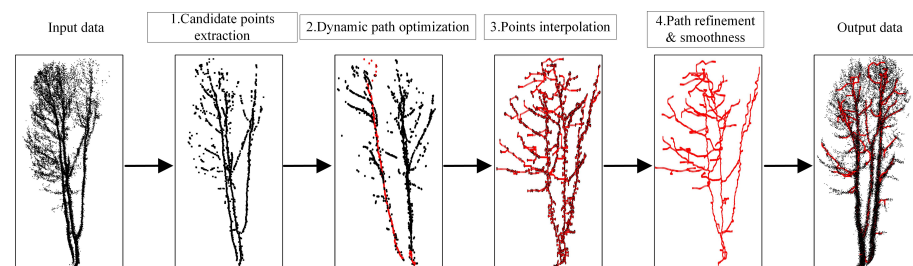 Input data
1.Candidate points
extraction
2.Dynamic path optimization
3.Points interpolation
4.Path refinement
& smoothness
Output data